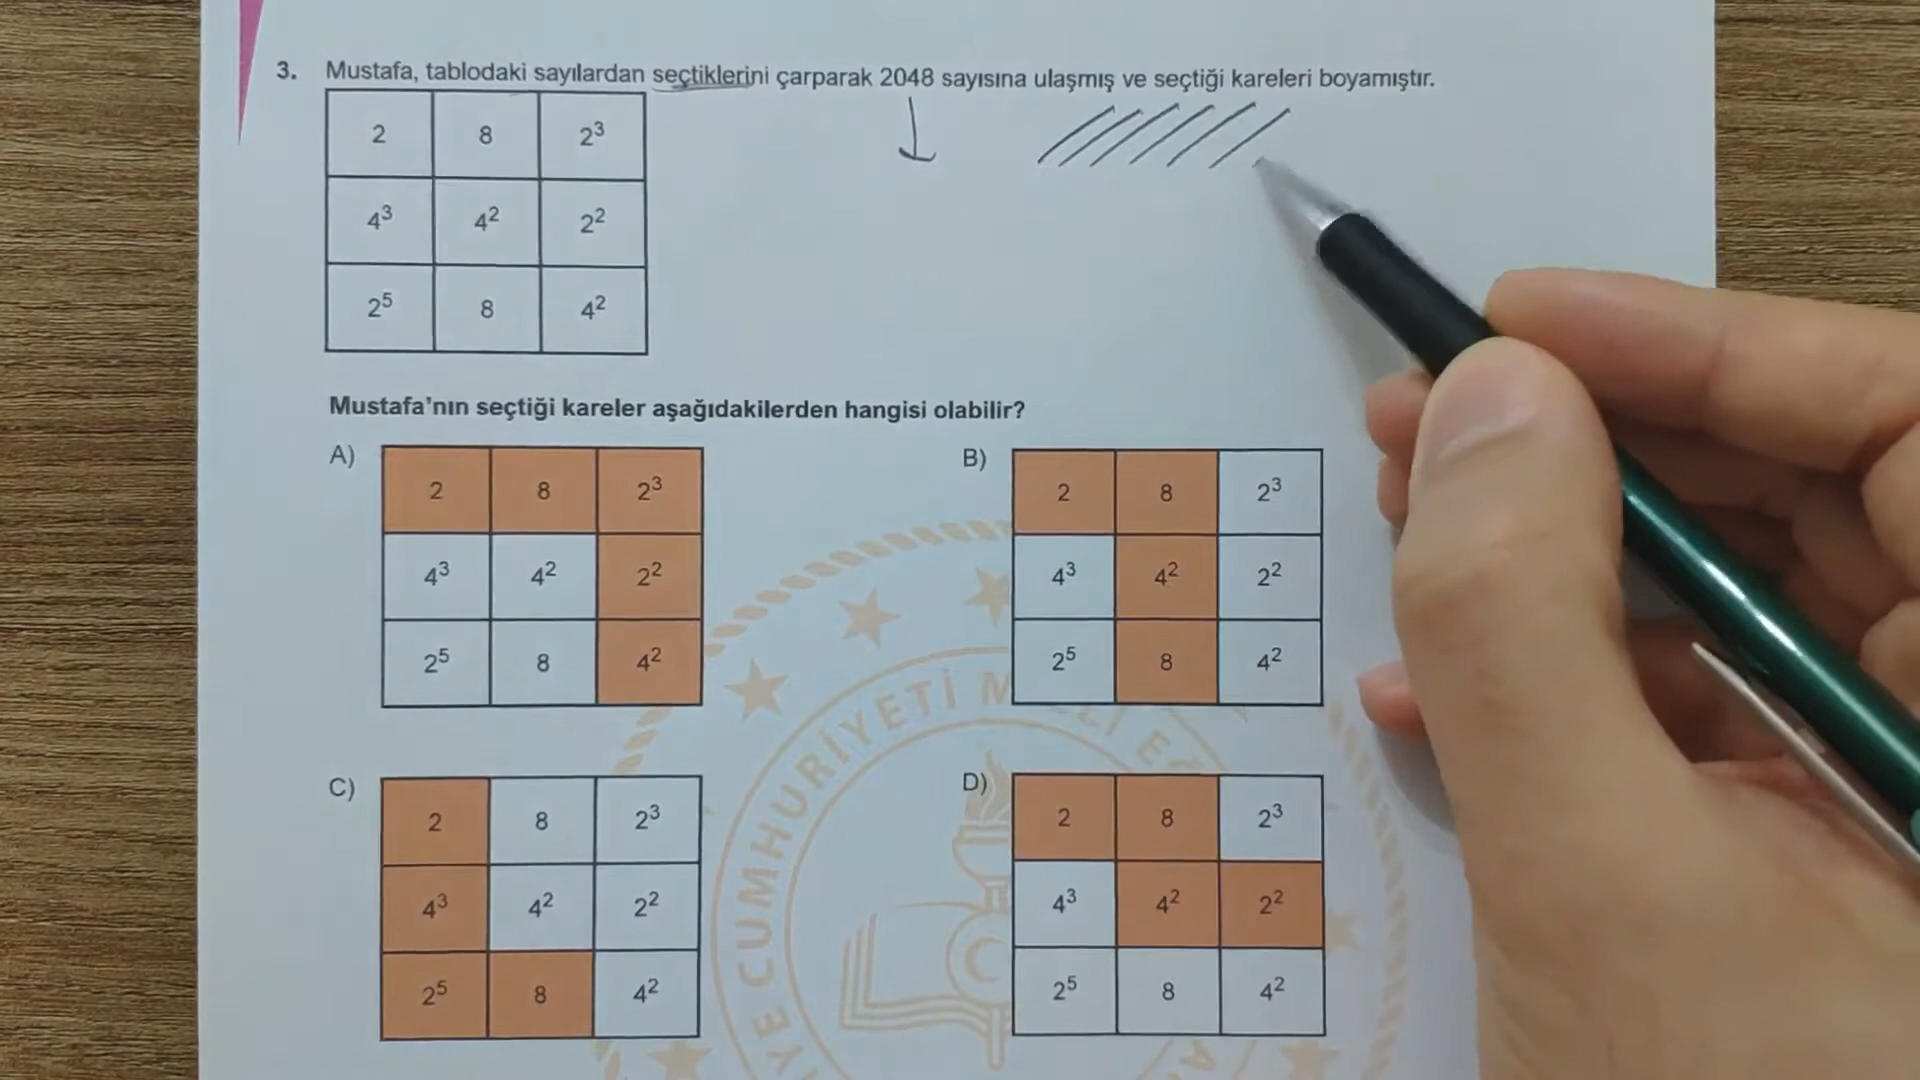 3. Mustafa, tablodaki sayılardan seçtiklerini çarparak 2048 sayısına ulaşmış ve seçtiği kareleri boyamıştır.
2 8 2³
4³ 4² 2²
2⁵ 8 4²
Mustafa'nın seçtiği kareler aşağıdakilerden hangisi olabilir?
A)
2 8 2³
4³ 4² 2²
2⁵ 8 4²
B)
2 8 2³
4³ 4² 2²
2⁵ 8 4²
C)
2 8 2³
4³ 4² 2²
2⁵ 8 4²
D)
2 8 2³
4³ 4² 2²
2⁵ 8 4²
CUMHURİYETİ